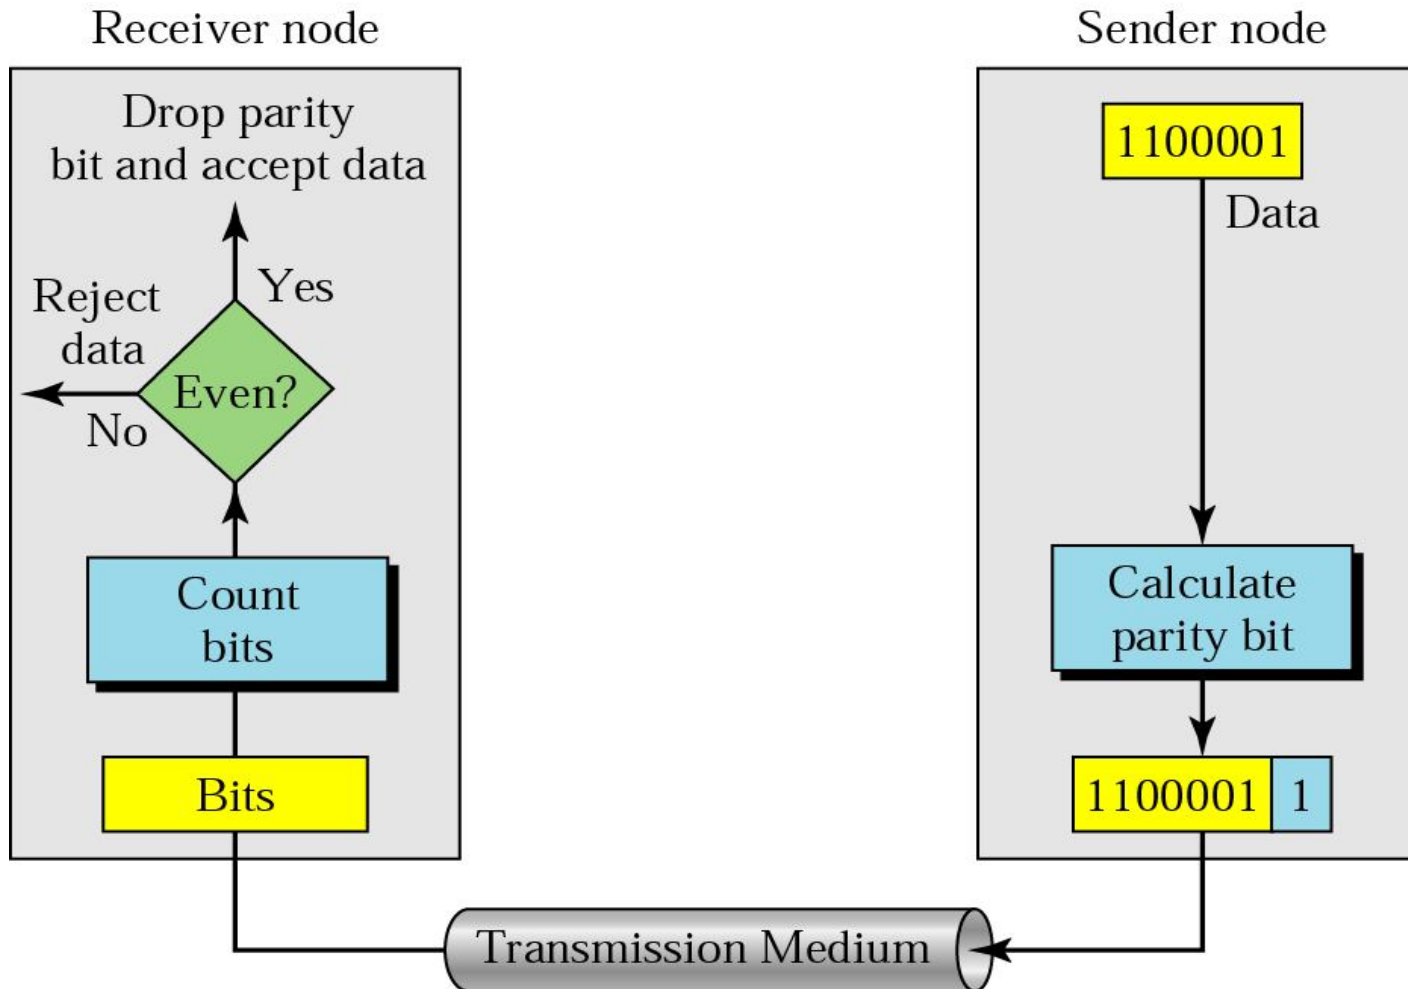 Receiver node
Sender node
Drop parity
bit and accept data
Yes
Reject
data
Even?
No
Count
bits
Bits
1100001
Data
Calculate
parity bit
1100001 1
Transmission Medium